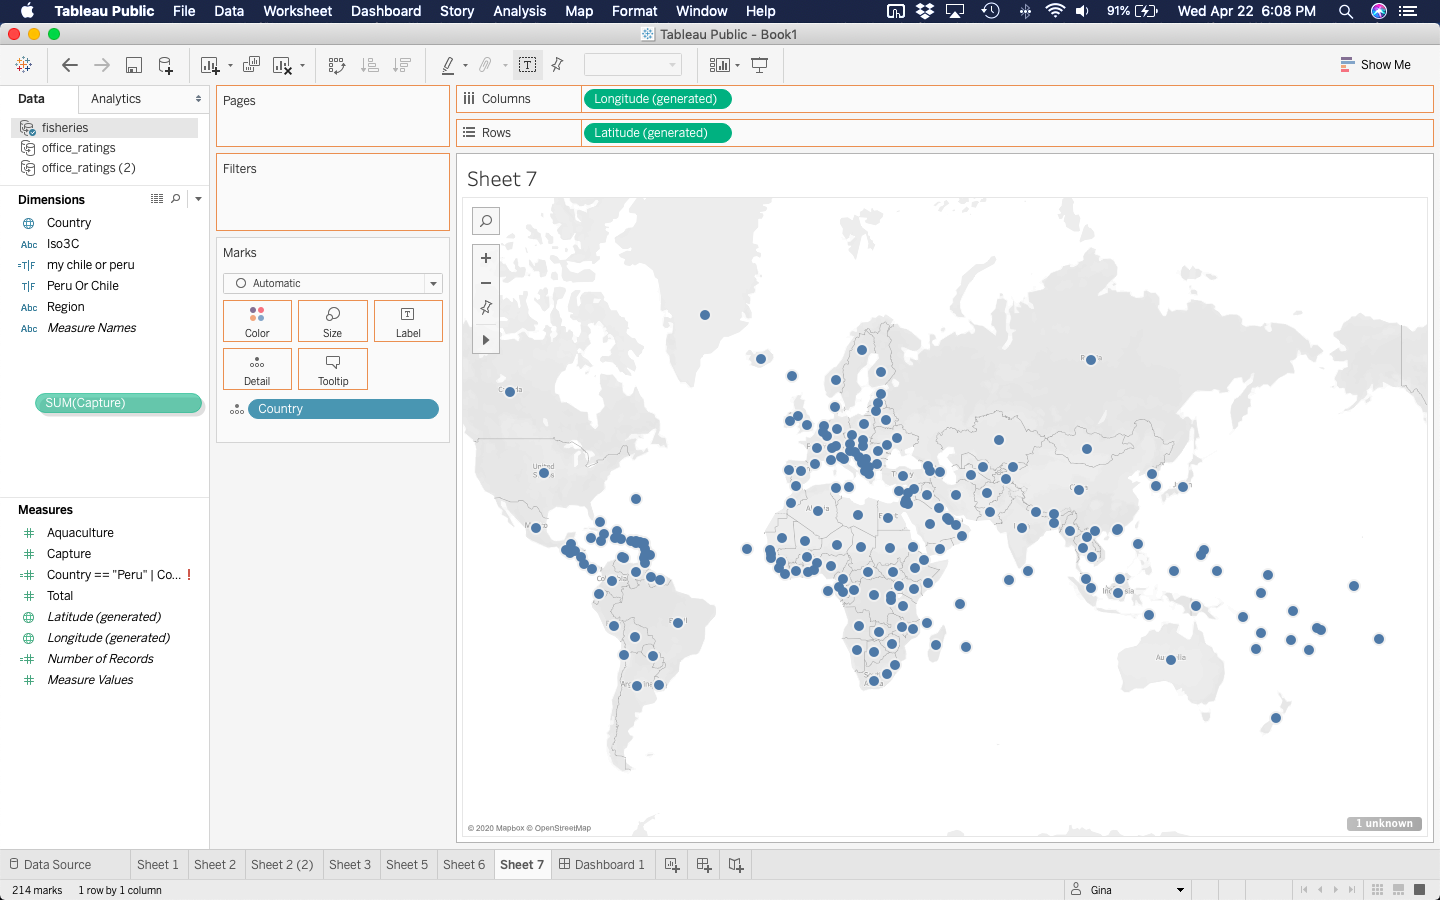 Tableau Public File Data Worksheet Dashboard Story Analysis Map Format Window Help 91% Wed Apr 22 6:08 PM
Tableau Public - Book1
Show Me
Data Analytics
fisheries
office_ratings
office_ratings (2)
Dimensions
Country
Abc Iso3C
=T|F my chile or peru
T|F Peru Or Chile
Abc Region
Abc Measure Names
SUM(Capture)
Measures
Aquaculture
Capture
Country == "Peru" | Co... !
Total
Latitude (generated)
Longitude (generated)
Number of Records
Measure Values
Pages
Filters
Marks
Automatic
Color Size Label
Detail Tooltip
Country
Columns Longitude (generated)
Rows Latitude (generated)
Sheet 7
© 2020 Mapbox © OpenStreetMap
1 unknown
Data Source Sheet 1 Sheet 2 Sheet 2 (2) Sheet 3 Sheet 5 Sheet 6 Sheet 7 Dashboard 1
214 marks 1 row by 1 column Gina